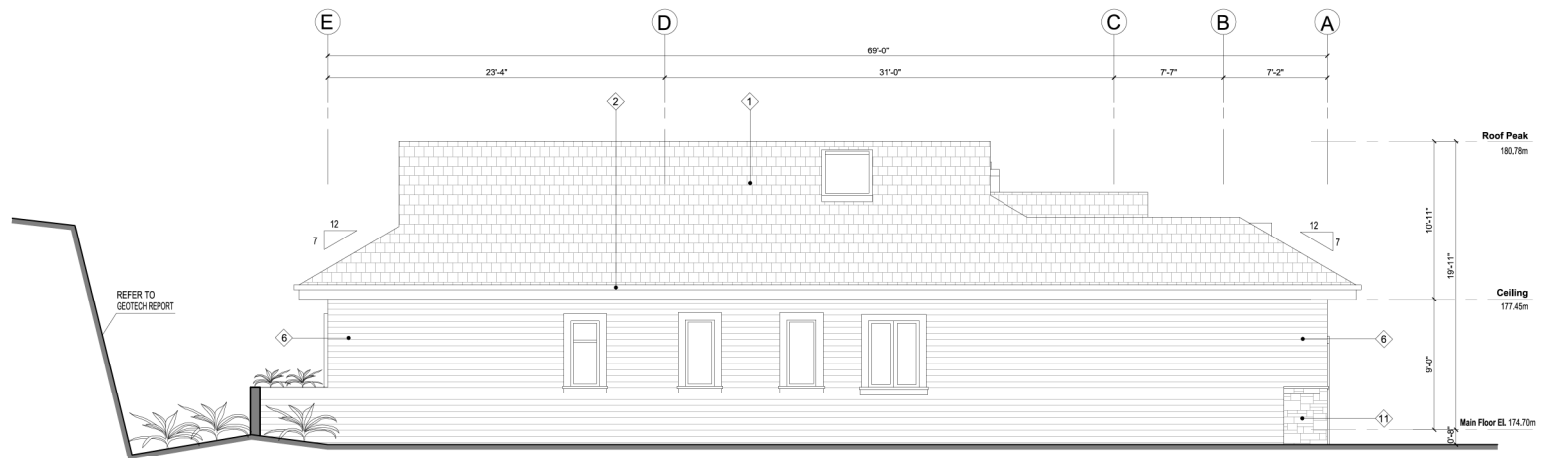 E
D
C
B
A
69'-0"
23'-4"
31'-0"
7'-7"
7'-2"
2
1
Roof Peak
180.78m
12
7
12
7
10'-11"
19'-11"
REFER TO
GEOTECH REPORT
Ceiling
177.45m
6
6
9'-0"
11
Main Floor El. 174.70m
0'-8"